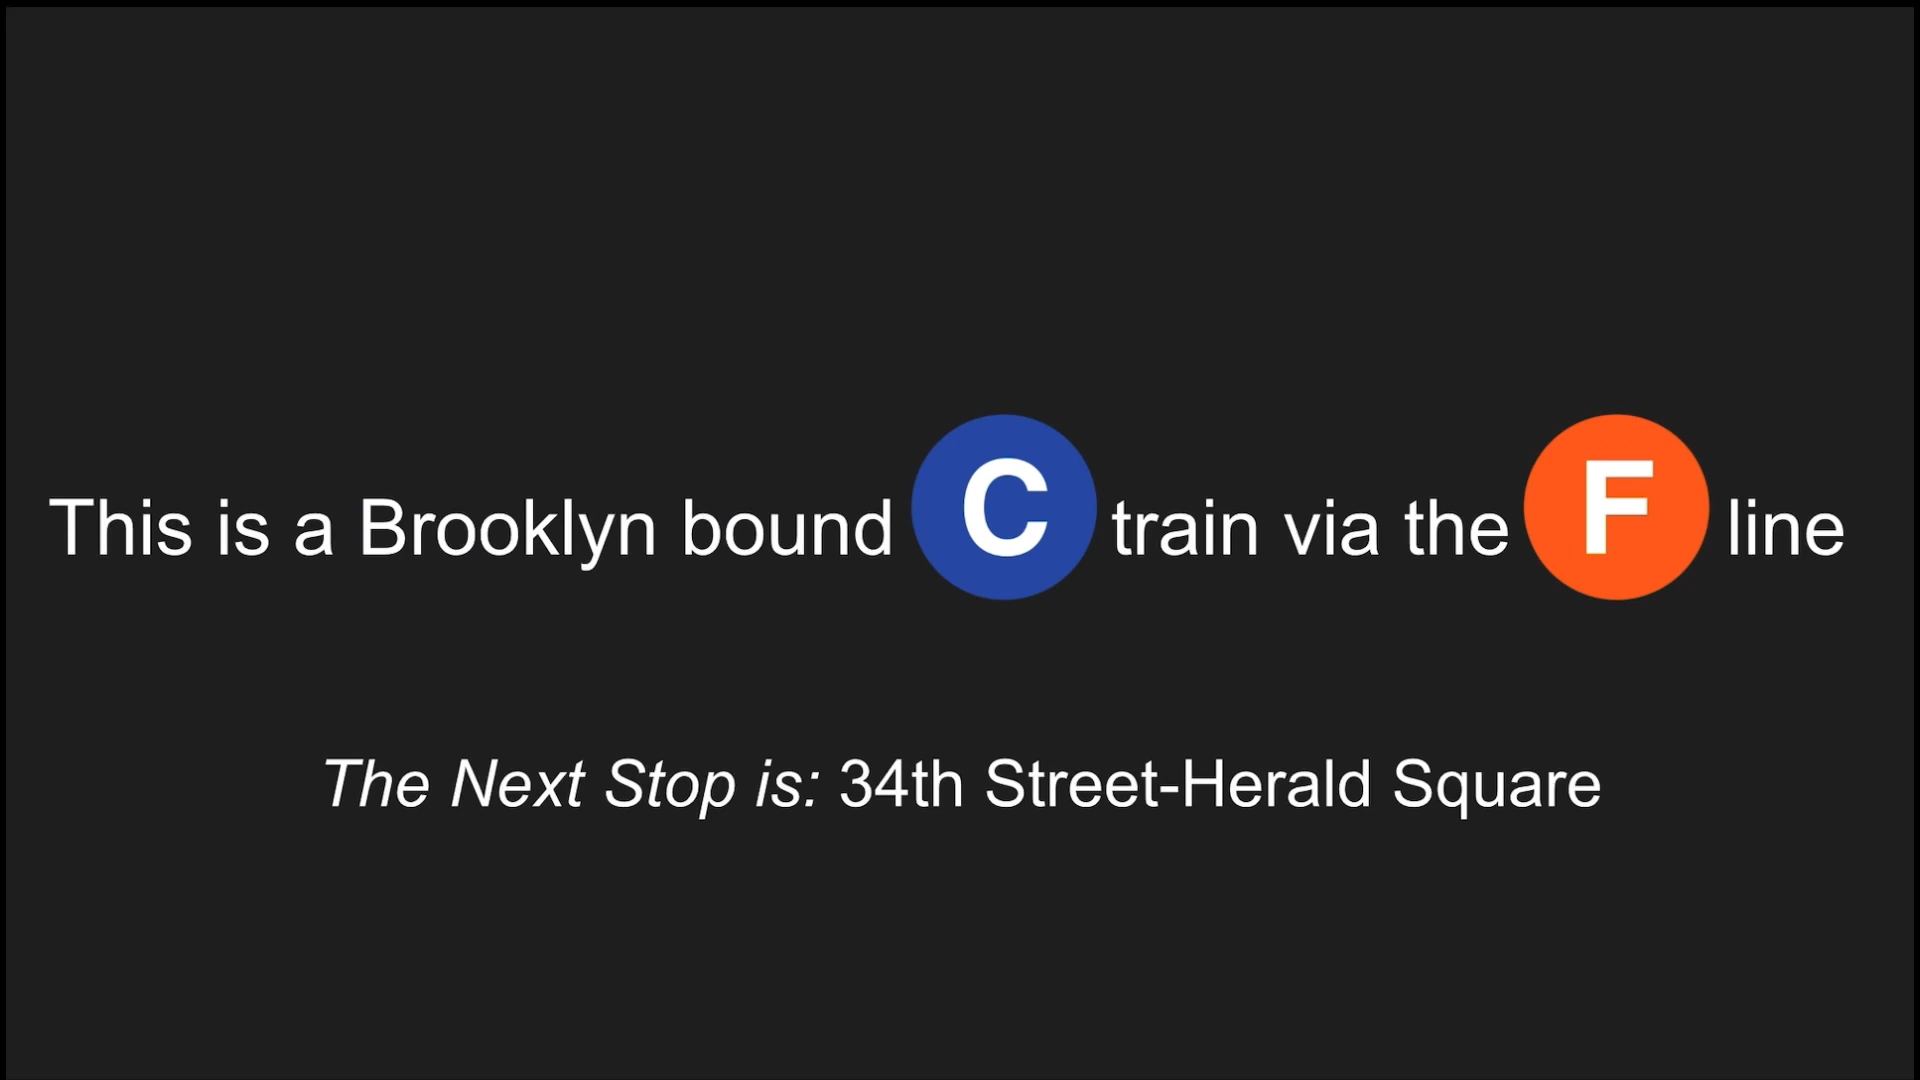 This is a Brooklyn bound C train via the F line
The Next Stop is: 34th Street-Herald Square